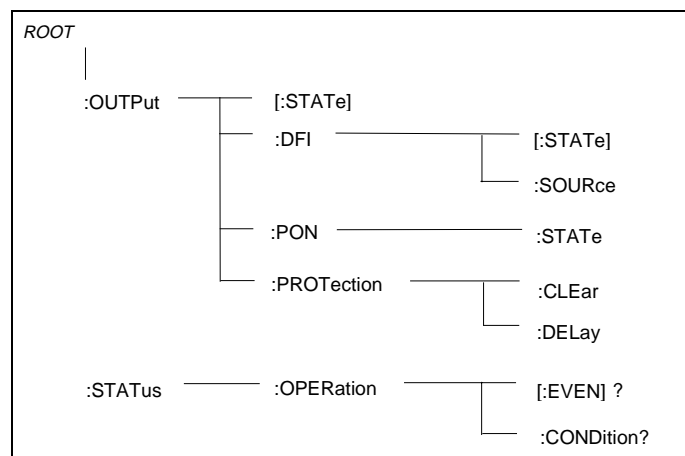 ROOT
:OUTPut [:STATe]
:DFI [:STATe]
:SOURce
:PON :STATe
:PROTection :CLEar
:DELay
:STATus :OPERation [:EVEN] ?
:CONDition?